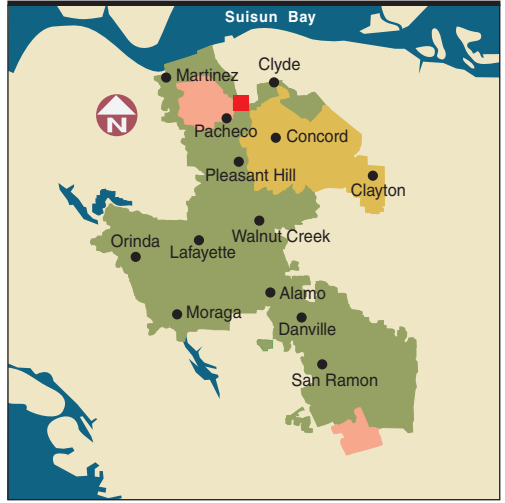 Suisun Bay
Clyde
Martinez
N
Pacheco
Concord
Pleasant Hill
Clayton
Walnut Creek
Orinda
Lafayette
Alamo
Moraga
Danville
San Ramon